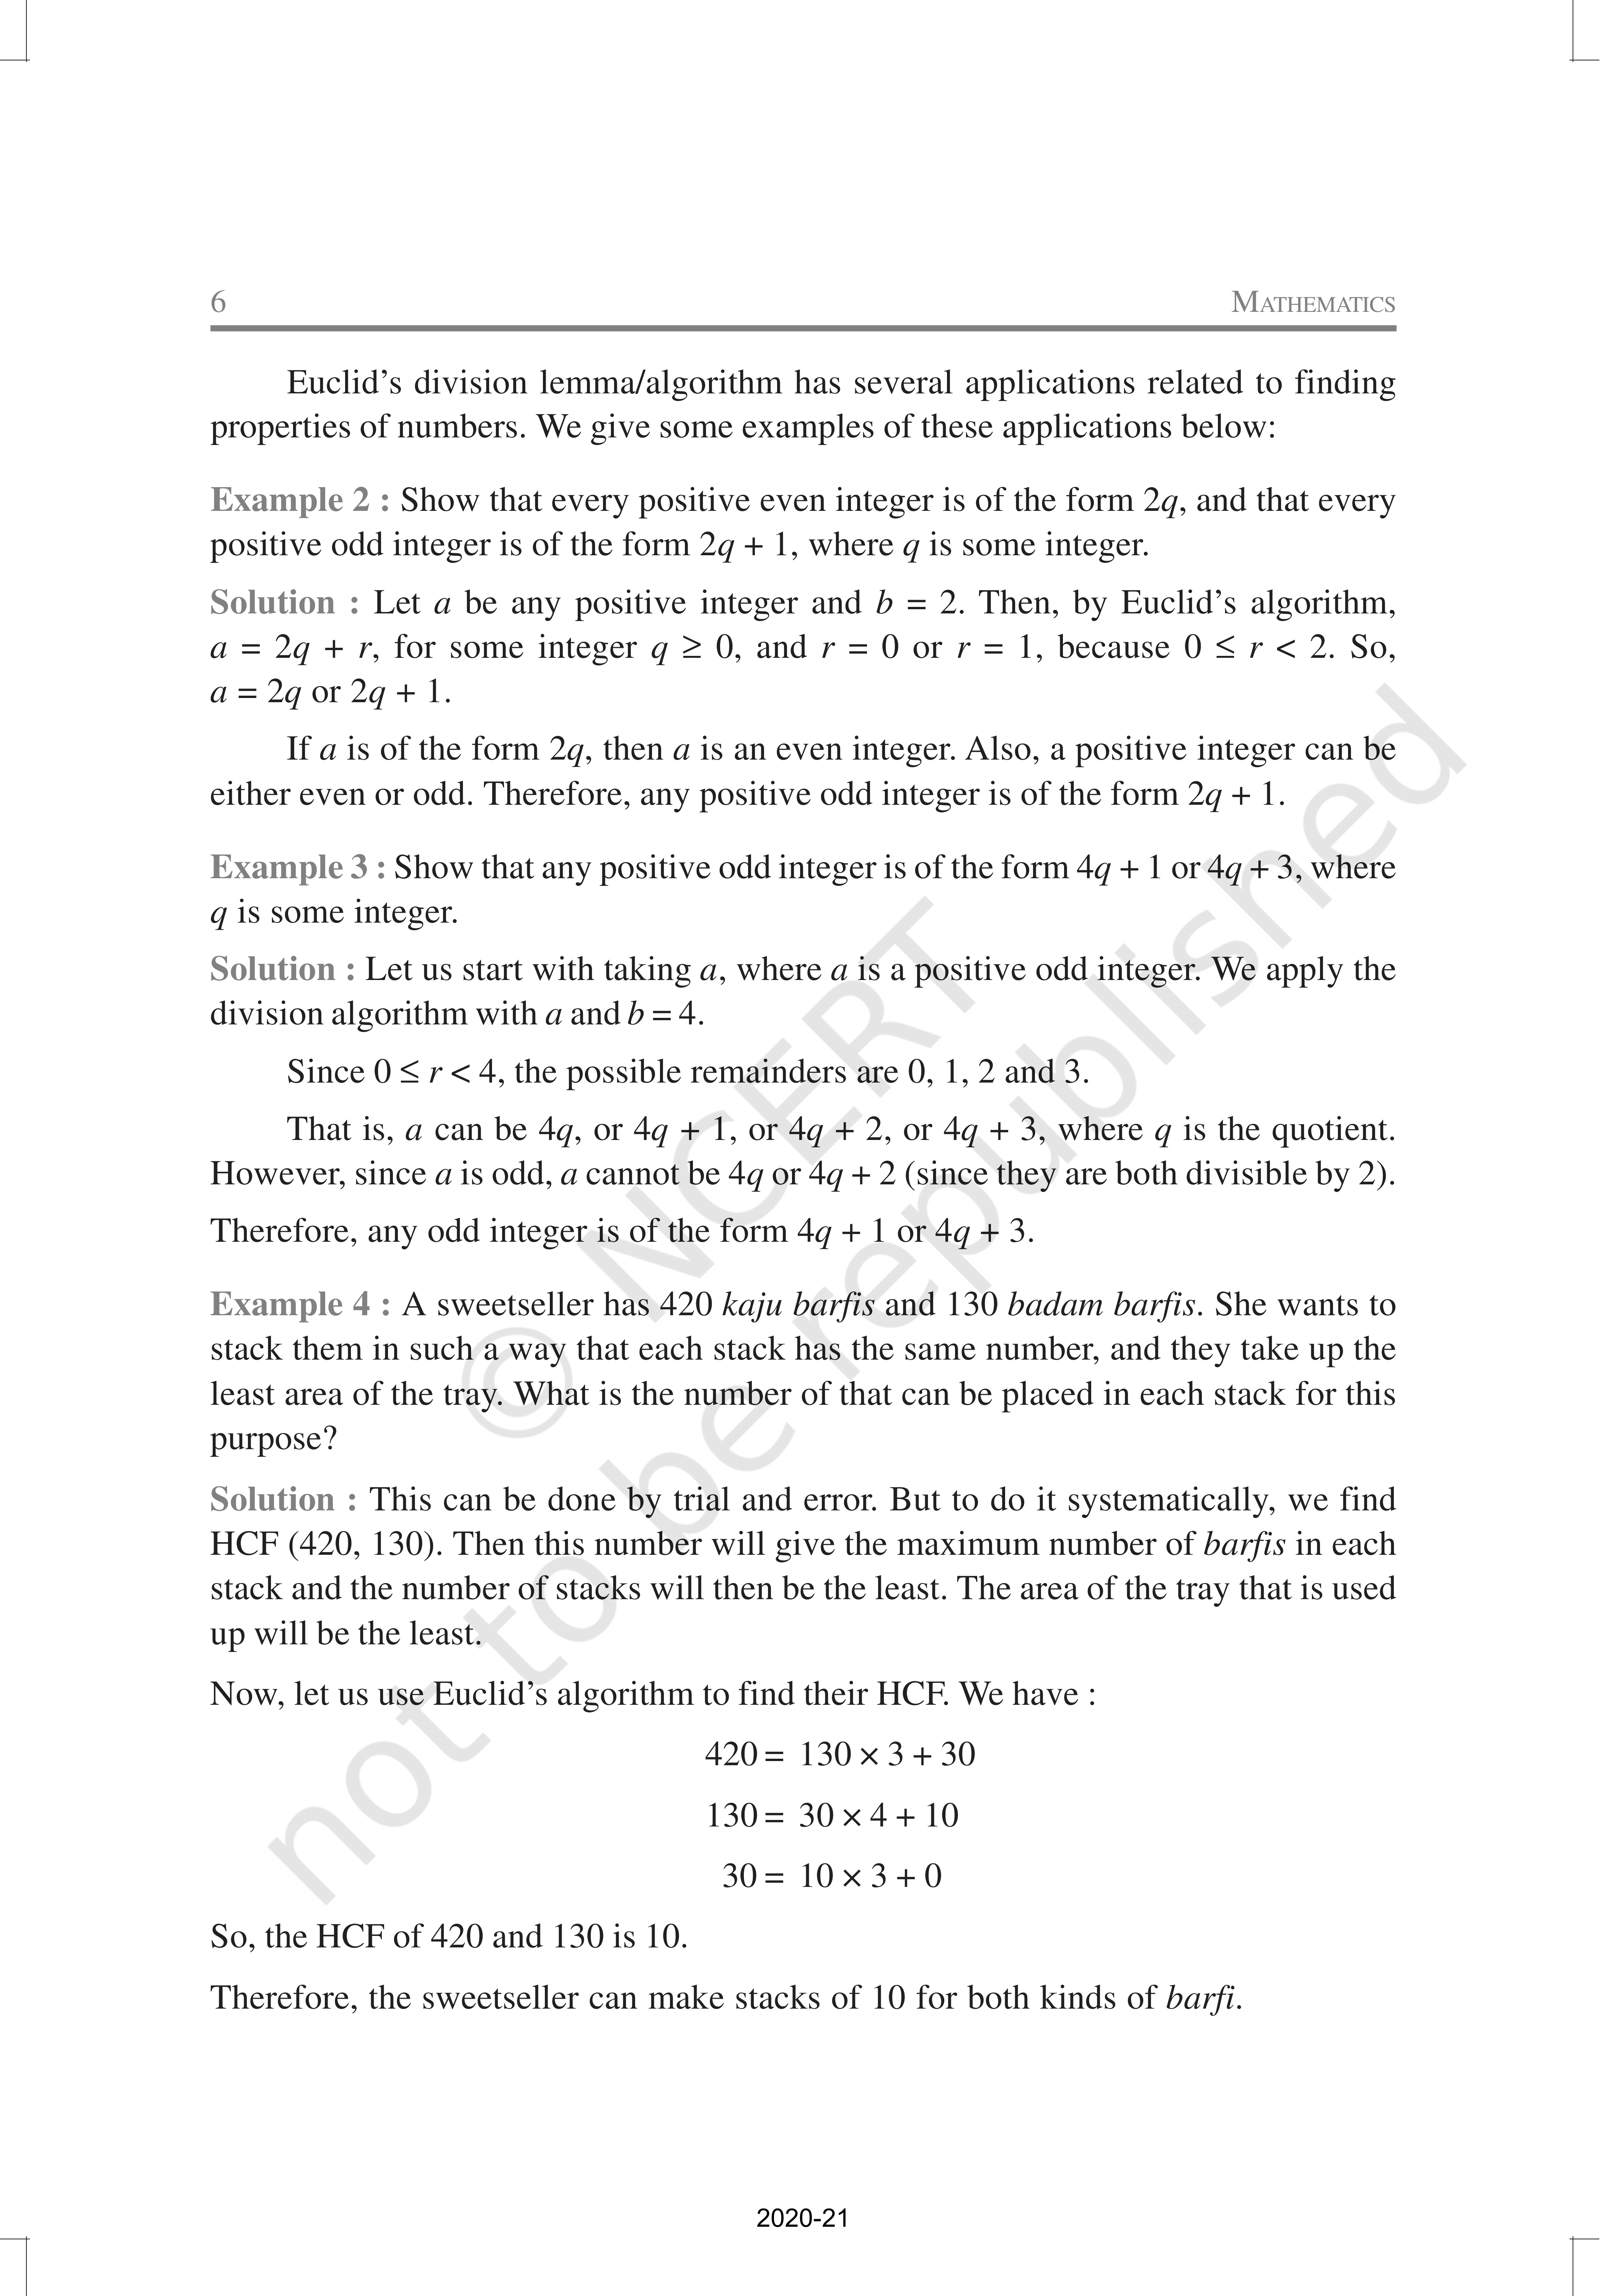 6 MATHEMATICS
Euclid’s division lemma/algorithm has several applications related to finding
properties of numbers. We give some examples of these applications below:
Example 2 : Show that every positive even integer is of the form 2q, and that every
positive odd integer is of the form 2q + 1, where q is some integer.
Solution : Let a be any positive integer and b = 2. Then, by Euclid’s algorithm,
a = 2q + r, for some integer q ≥ 0, and r = 0 or r = 1, because 0 ≤ r < 2. So,
a = 2q or 2q + 1.
If a is of the form 2q, then a is an even integer. Also, a positive integer can be
either even or odd. Therefore, any positive odd integer is of the form 2q + 1.
Example 3 : Show that any positive odd integer is of the form 4q + 1 or 4q + 3, where
q is some integer.
Solution : Let us start with taking a, where a is a positive odd integer. We apply the
division algorithm with a and b = 4.
Since 0 ≤ r < 4, the possible remainders are 0, 1, 2 and 3.
That is, a can be 4q, or 4q + 1, or 4q + 2, or 4q + 3, where q is the quotient.
However, since a is odd, a cannot be 4q or 4q + 2 (since they are both divisible by 2).
Therefore, any odd integer is of the form 4q + 1 or 4q + 3.
Example 4 : A sweetseller has 420 kaju barfis and 130 badam barfis. She wants to
stack them in such a way that each stack has the same number, and they take up the
least area of the tray. What is the number of that can be placed in each stack for this
purpose?
Solution : This can be done by trial and error. But to do it systematically, we find
HCF (420, 130). Then this number will give the maximum number of barfis in each
stack and the number of stacks will then be the least. The area of the tray that is used
up will be the least.
Now, let us use Euclid’s algorithm to find their HCF. We have :
420 = 130 × 3 + 30
130 = 30 × 4 + 10
30 = 10 × 3 + 0
So, the HCF of 420 and 130 is 10.
Therefore, the sweetseller can make stacks of 10 for both kinds of barfi.
© NCERT
not to be republished
2020-21